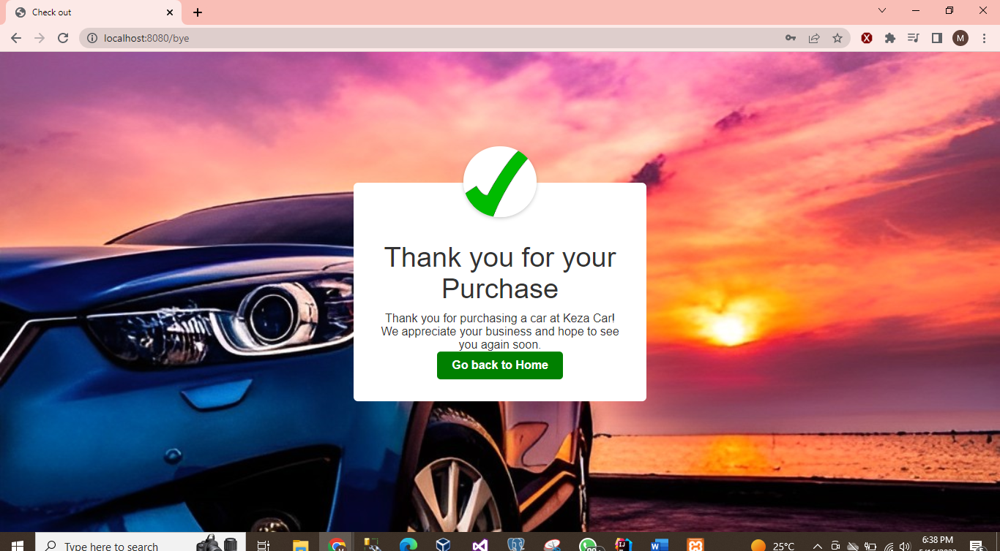 Check out
localhost:8080/bye
M
Thank you for your
Purchase
Thank you for purchasing a car at Keza Car!
We appreciate your business and hope to see
you again soon.
Go back to Home
Type here to search
25°C
6:38 PM